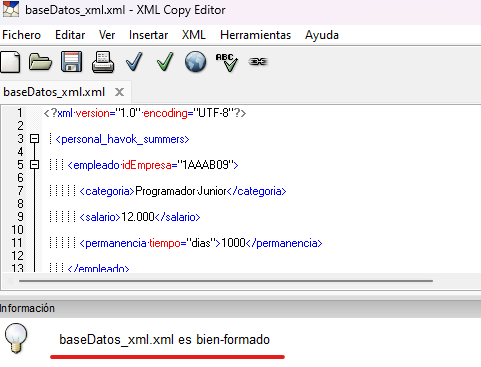 baseDatos_xml.xml - XML Copy Editor
Fichero Editar Ver Insertar XML Herramientas Ayuda
ABC
baseDatos_xml.xml
1 <?xml·version="1.0"·encoding="UTF-8"?>
2
3 <personal_havok_summers>
4
5 <empleado·idEmpresa="1AAAB09">
6
7 <categoria>Programador·Junior</categoria>
8
9 <salario>12.000</salario>
10
11 <permanencia·tiempo="dias">1000</permanencia>
12
13 </empleado>
Información
baseDatos_xml.xml es bien-formado